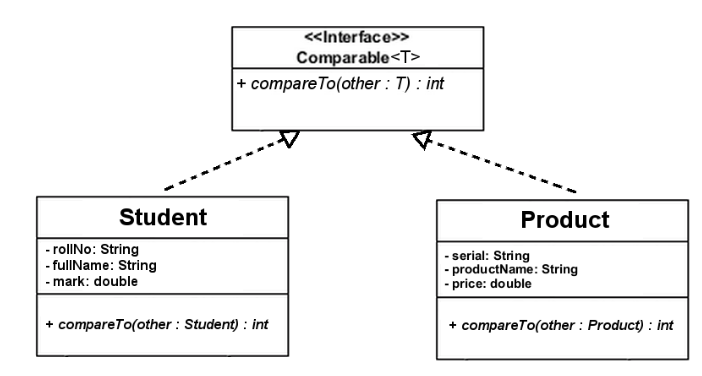 <<Interface>>
Comparable<T>
+ compareTo(other : T) : int
Student
- rollNo: String
- fullName: String
- mark: double
+ compareTo(other : Student) : int
Product
- serial: String
- productName: String
- price: double
+ compareTo(other : Product) : int